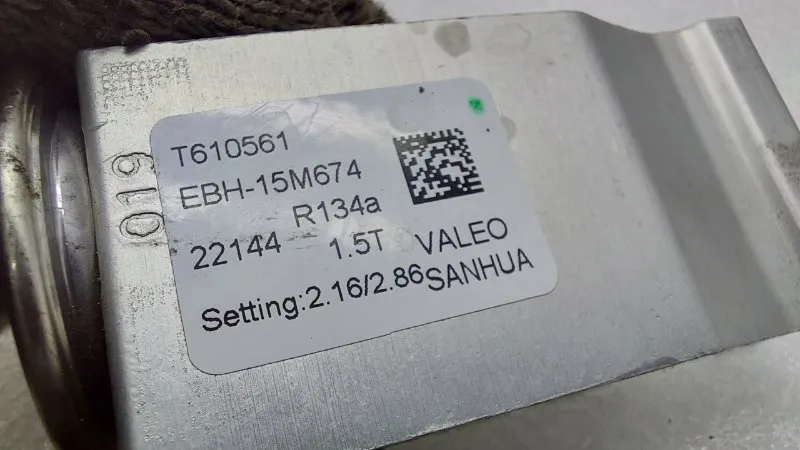 T610561
EBH-15M674
R134a
22144 1.5T VALEO
Setting:2.16/2.86 SANHUA
019